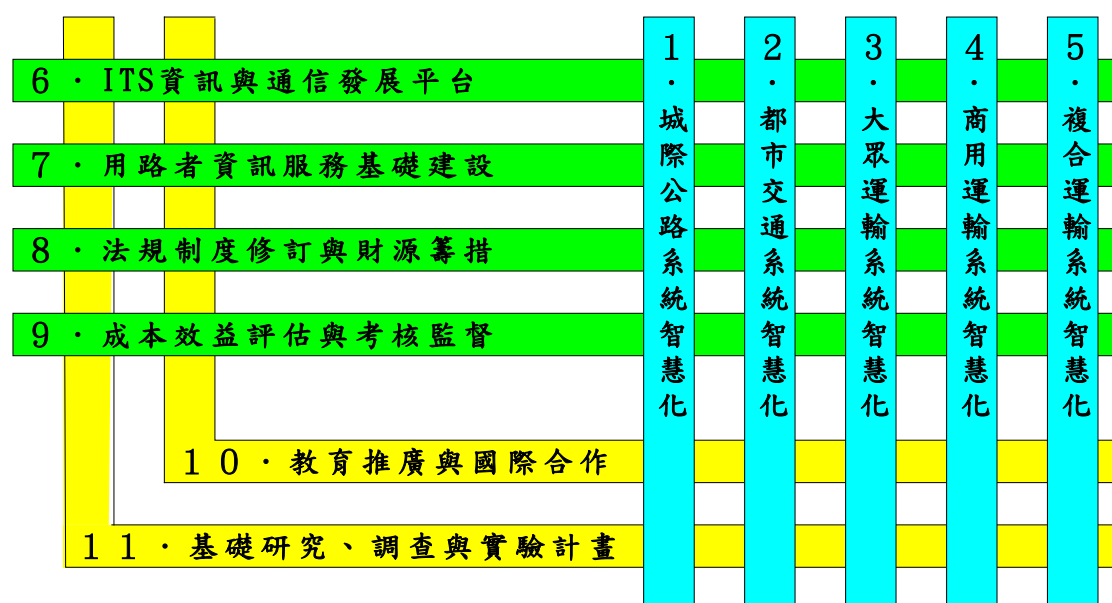 1·城際公路系統智慧化
2·都市交通系統智慧化
3·大眾運輸系統智慧化
4·商用運輸系統智慧化
5·複合運輸系統智慧化
6·ITS資訊與通信發展平台
7·用路者資訊服務基礎建設
8·法規制度修訂與財源籌措
9·成本效益評估與考核監督
10·教育推廣與國際合作
11·基礎研究、調查與實驗計畫